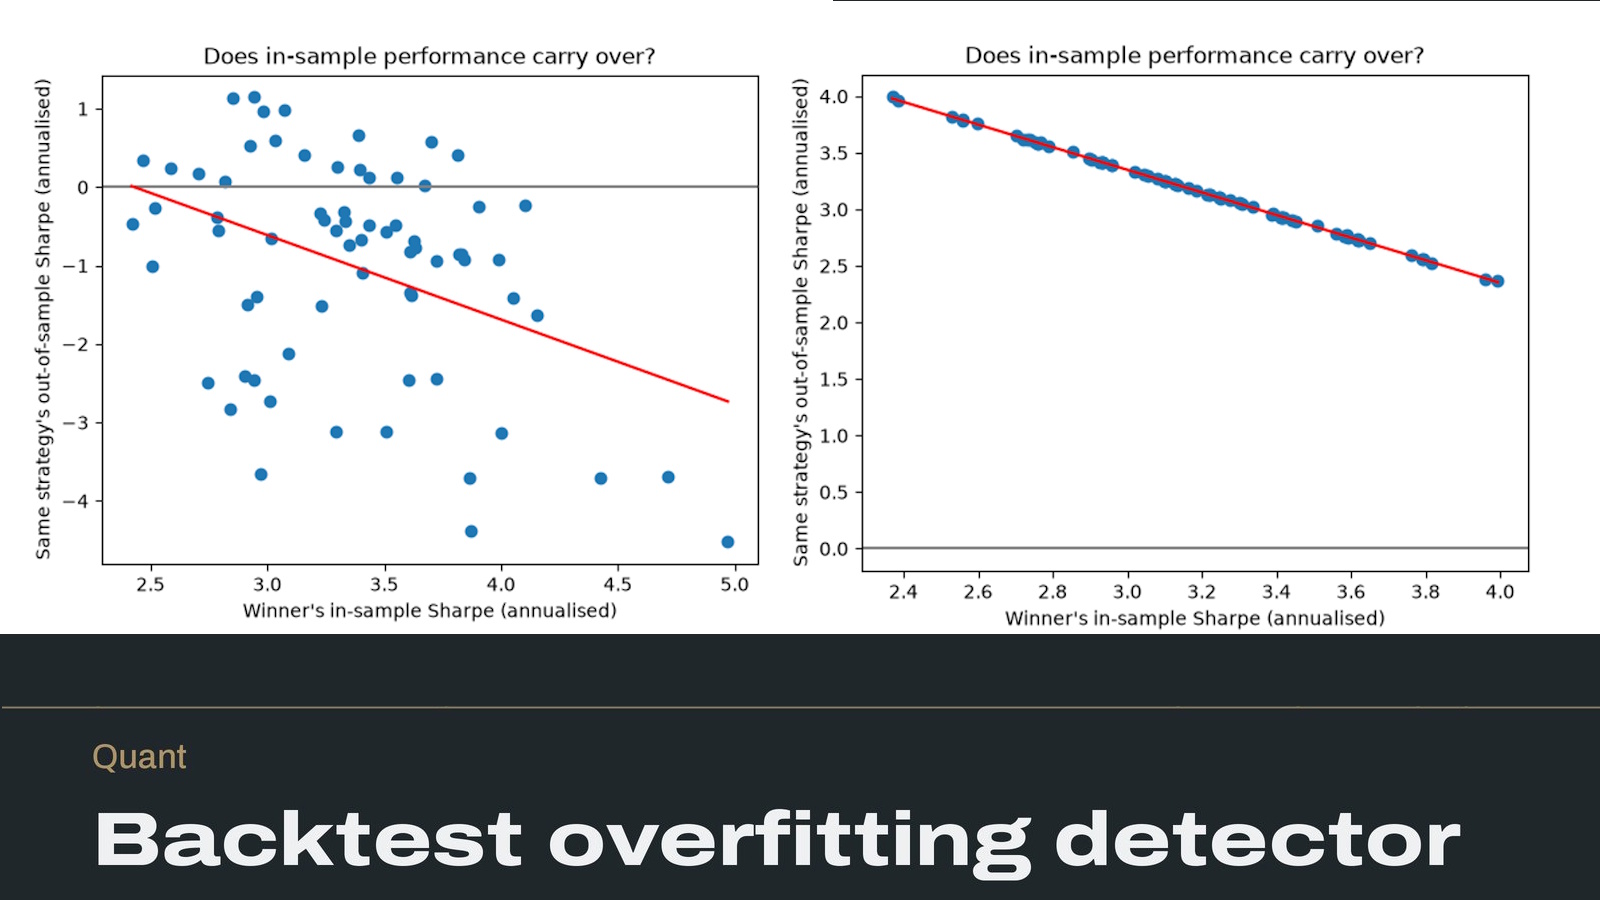 Does in-sample performance carry over?
Same strategy's out-of-sample Sharpe (annualised)
1
0
−1
−2
−3
−4
2.5 3.0 3.5 4.0 4.5 5.0
Winner's in-sample Sharpe (annualised)
Does in-sample performance carry over?
Same strategy's out-of-sample Sharpe (annualised)
4.0
3.5
3.0
2.5
2.0
1.5
1.0
0.5
0.0
2.4 2.6 2.8 3.0 3.2 3.4 3.6 3.8 4.0
Winner's in-sample Sharpe (annualised)
Quant
Backtest overfitting detector